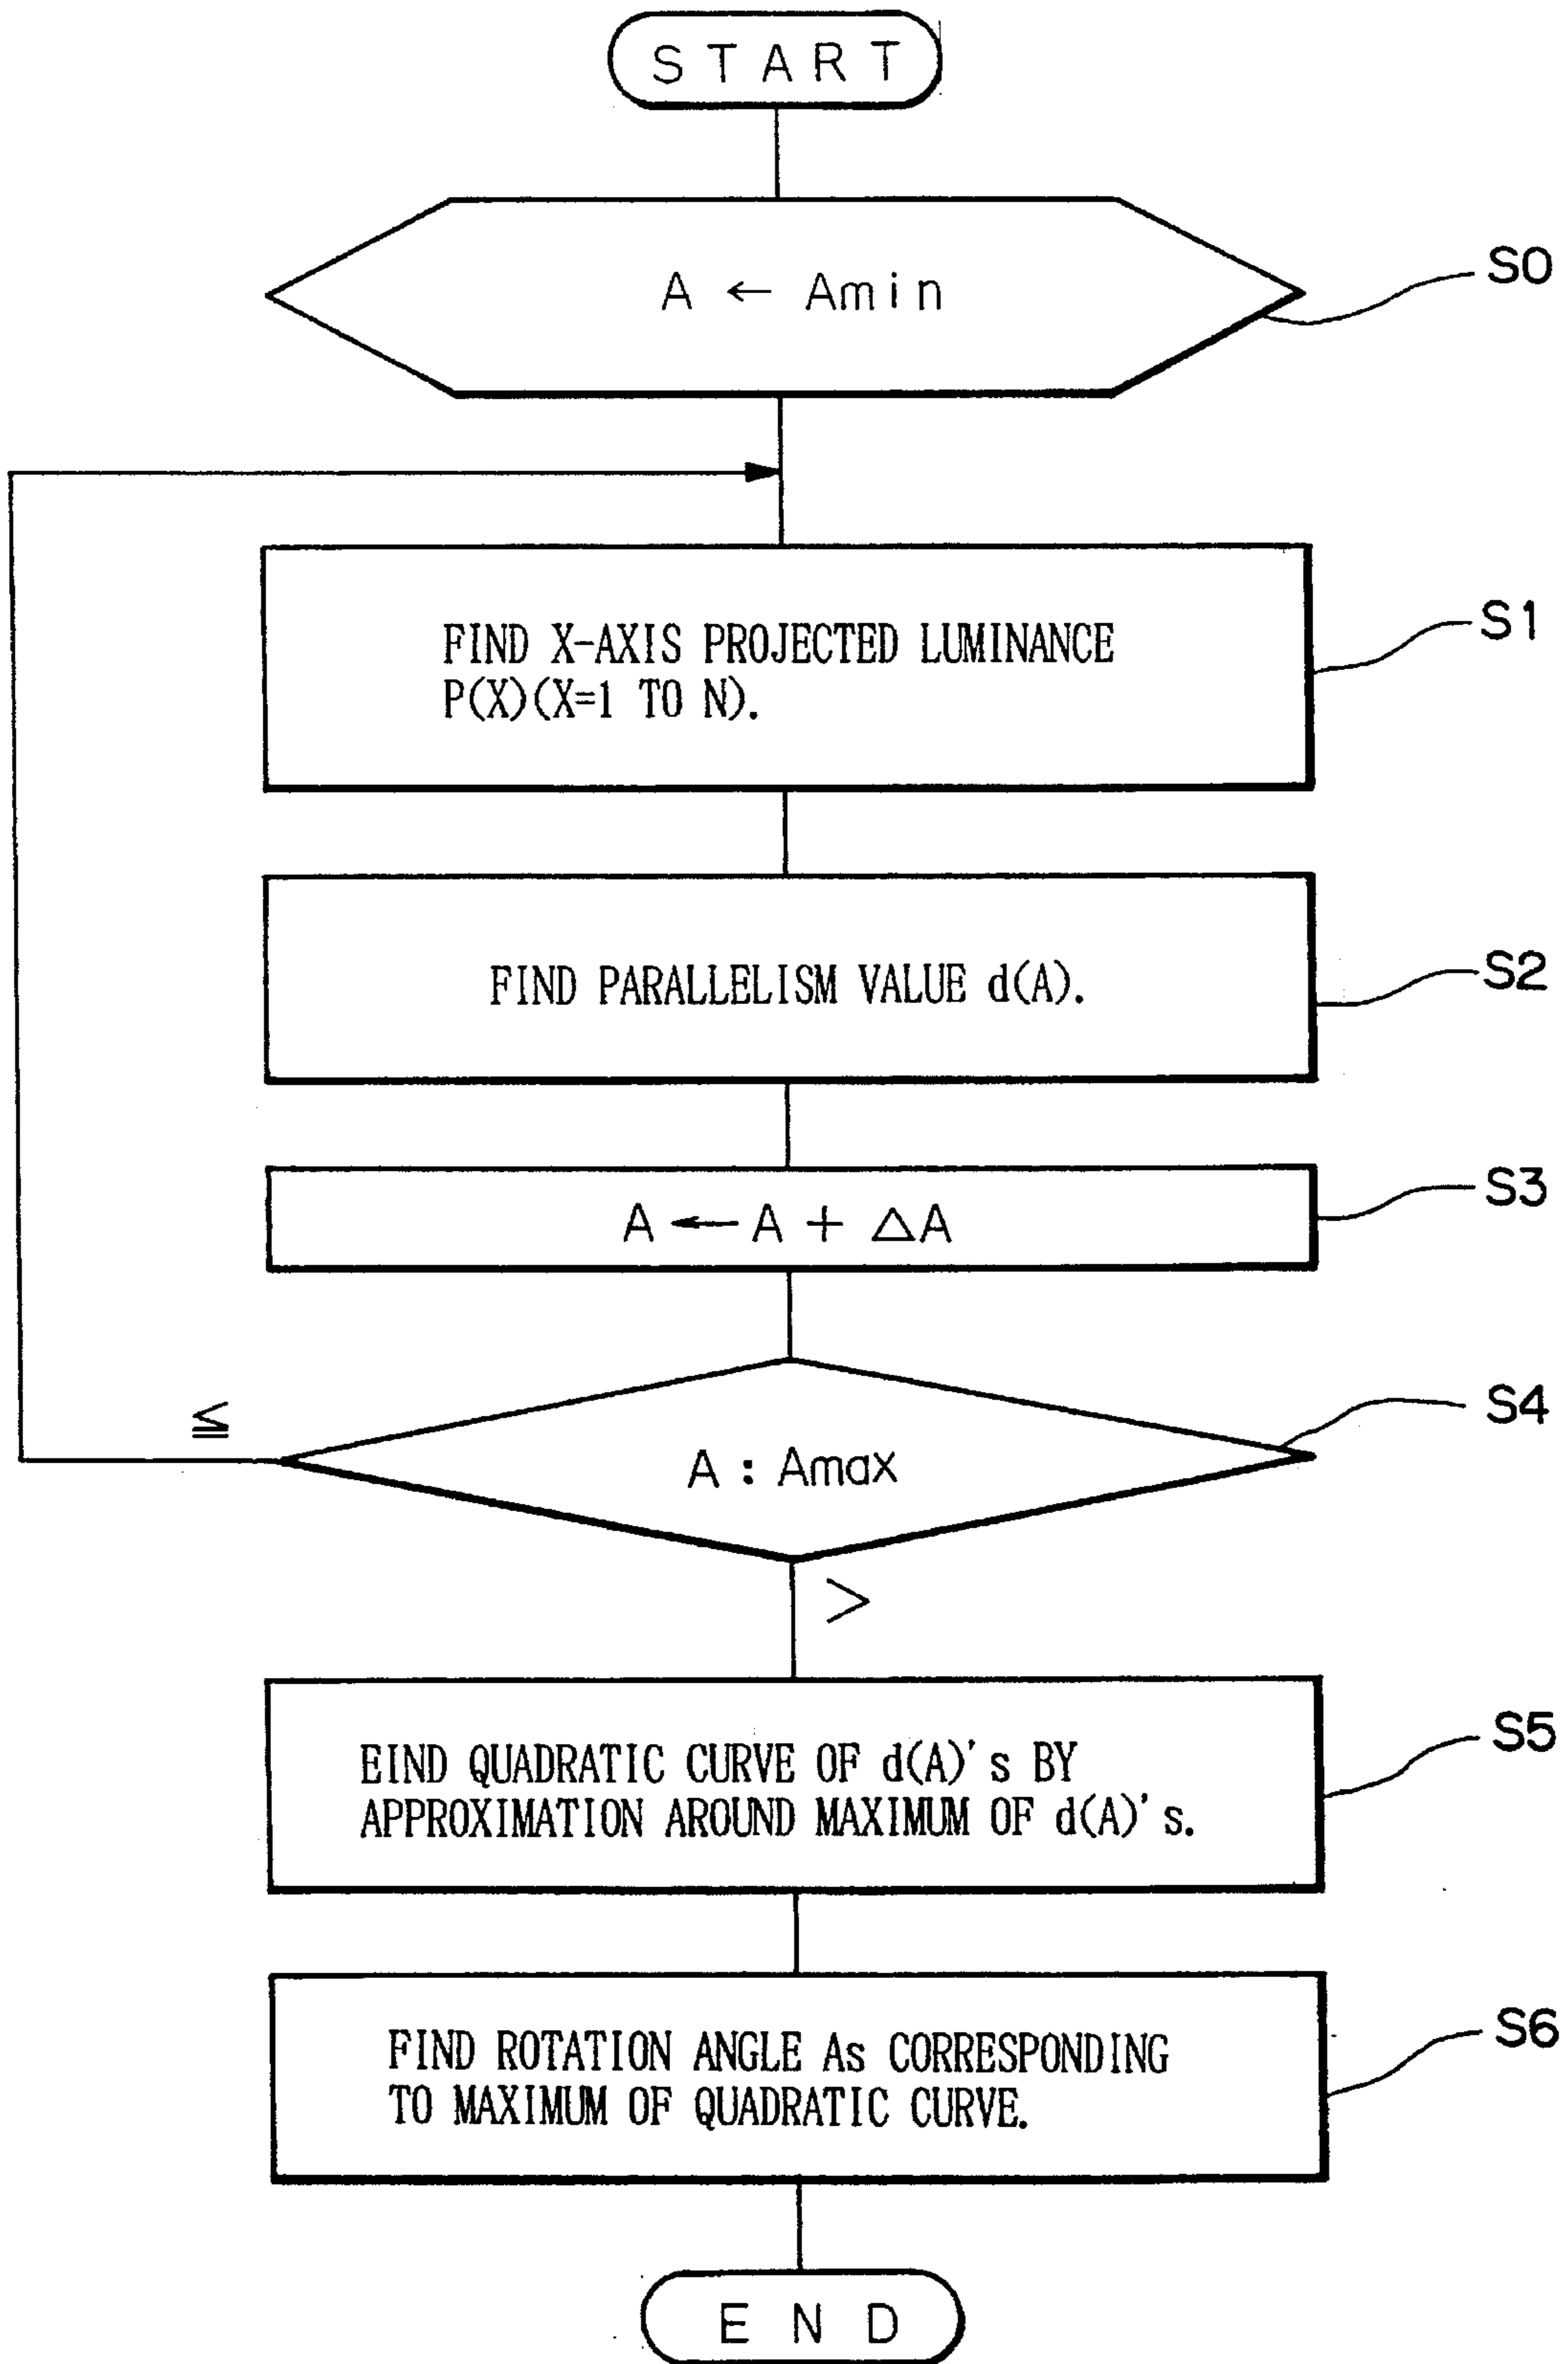 START
A ← Amin
S0
FIND X-AXIS PROJECTED LUMINANCE
P(X)(X=1 TO N).
S1
FIND PARALLELISM VALUE d(A).
S2
A ← A + △A
S3
≦
A : Amax
S4
>
EIND QUADRATIC CURVE OF d(A)'s BY
APPROXIMATION AROUND MAXIMUM OF d(A)'s.
S5
FIND ROTATION ANGLE As CORRESPONDING
TO MAXIMUM OF QUADRATIC CURVE.
S6
END